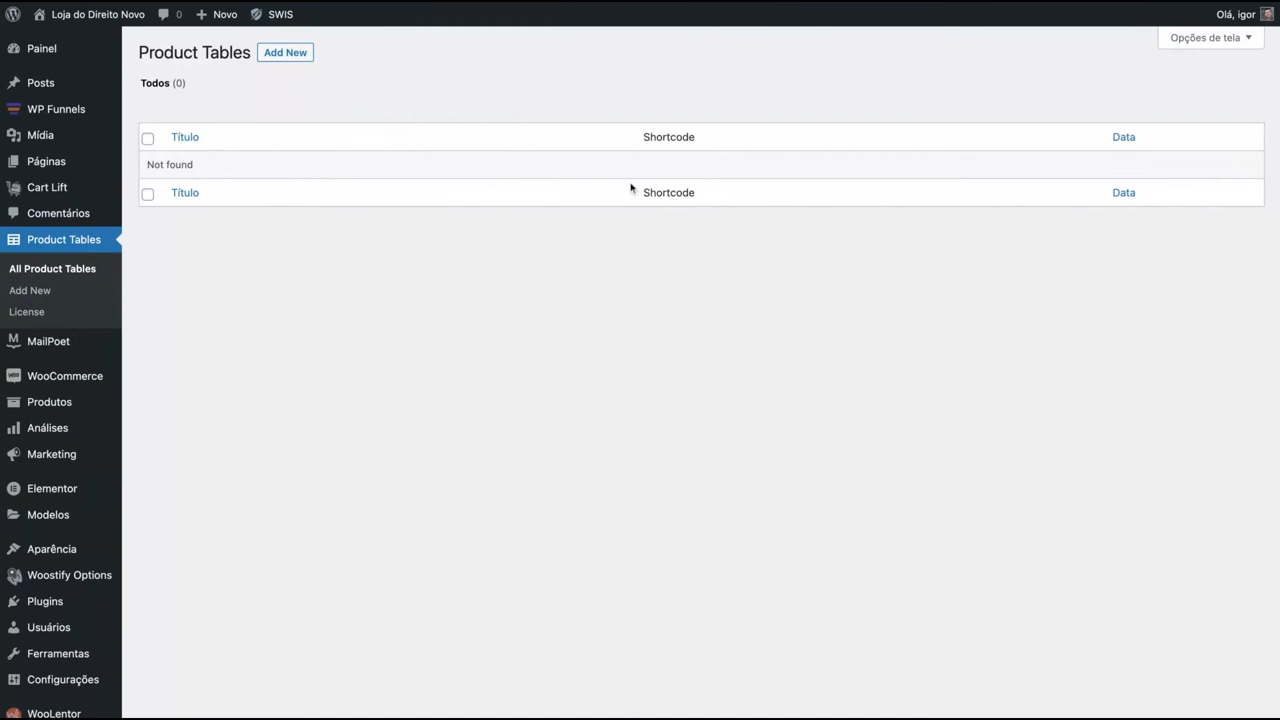 Loja do Direito Novo 0 Novo SWIS Olá, igor
Painel
Posts
WP Funnels
Mídia
Páginas
Cart Lift
Comentários
Product Tables
All Product Tables
Add New
License
MailPoet
WooCommerce
Produtos
Análises
Marketing
Elementor
Modelos
Aparência
Woostify Options
Plugins
Usuários
Ferramentas
Configurações
WooLentor
Opções de tela
Product Tables Add New
Todos (0)
Título Shortcode Data
Not found
Título Shortcode Data